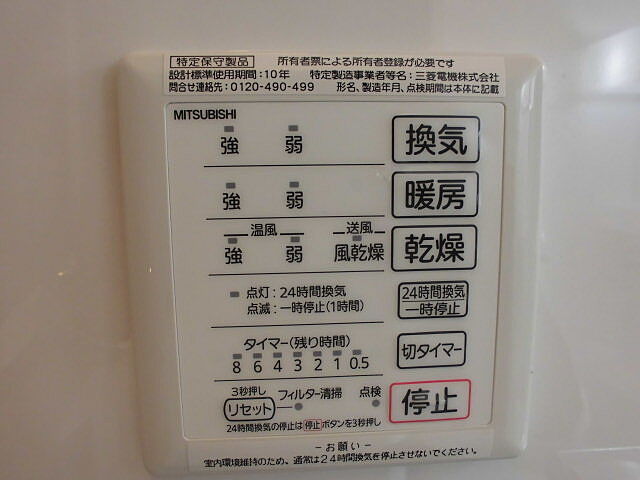 特定保守製品 所有者票による所有者登録が必要です
設計標準使用期間:10年 特定製造事業者等名:三菱電機株式会社
問合せ連絡先:0120-490-499 形名、製造年月、点検期間は本体に記載
MITSUBISHI
強 弱 換気
強 弱 暖房
温風 送風
強 弱 風乾燥 乾燥
点灯:24時間換気 24時間換気
点滅:一時停止(1時間) 一時停止
タイマー(残り時間) 切タイマー
8 6 4 3 2 1 0.5
3秒押し フィルター清掃 点検
リセット 停止
24時間換気の停止は停止ボタンを3秒押し
-お願い-
室内環境維持のため、通常は24時間換気を停止させないでください。